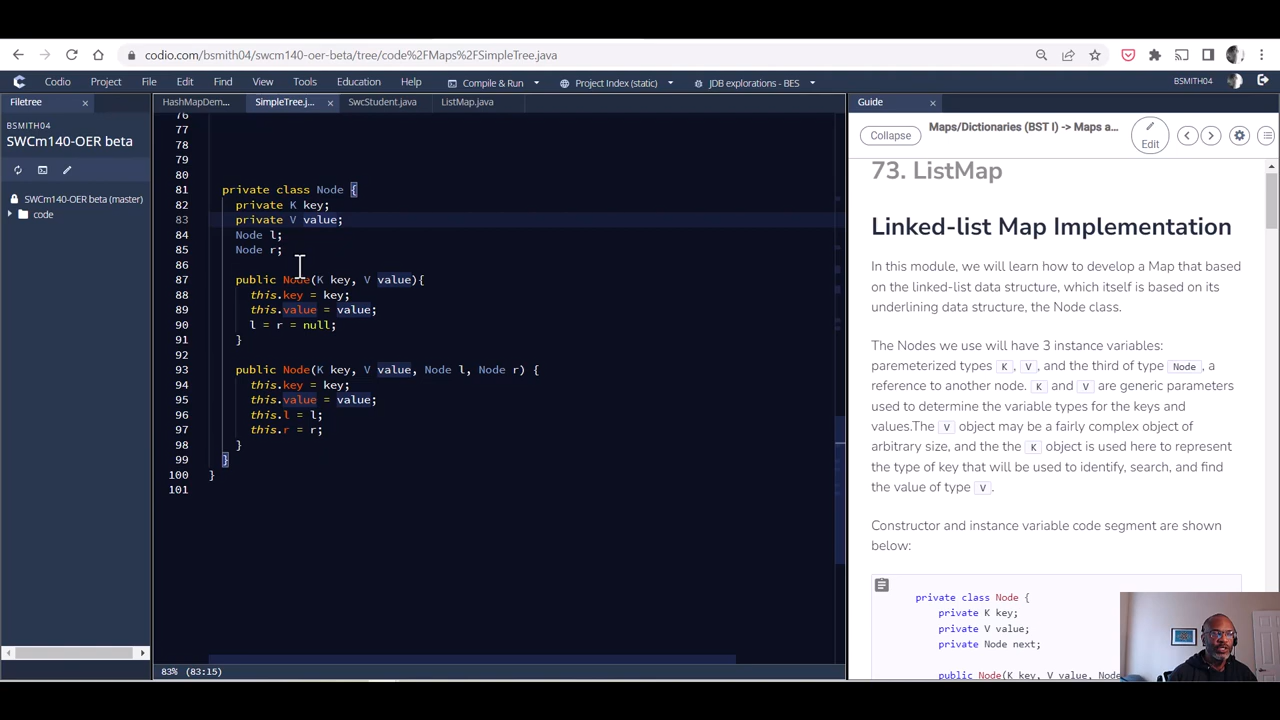 codio.com/bsmith04/swcm140-oer-beta/tree/code%2FMaps%2FSimpleTree.java
Codio Project File Edit Find View Tools Education Help Compile & Run Project Index (static) JDB explorations - BES BSMITH04
Filetree
BSMITH04
SWCm140-OER beta
SWCm140-OER beta (master)
code
HashMapDem... SimpleTree.j... SwcStudent.java ListMap.java
76
77
78
79
80
81 private class Node {
82 private K key;
83 private V value;
84 Node l;
85 Node r;
86
87 public Node(K key, V value){
88 this.key = key;
89 this.value = value;
90 l = r = null;
91 }
92
93 public Node(K key, V value, Node l, Node r) {
94 this.key = key;
95 this.value = value;
96 this.l = l;
97 this.r = r;
98 }
99 }
100 }
101
83% (83:15)
Guide
Collapse Maps/Dictionaries (BST I) -> Maps a... Edit
73. ListMap
Linked-list Map Implementation
In this module, we will learn how to develop a Map that based
on the linked-list data structure, which itself is based on its
underlining data structure, the Node class.
The Nodes we use will have 3 instance variables:
paremeterized types K , V , and the third of type Node , a
reference to another node. K and V are generic parameters
used to determine the variable types for the keys and
values.The V object may be a fairly complex object of
arbitrary size, and the the K object is used here to represent
the type of key that will be used to identify, search, and find
the value of type V .
Constructor and instance variable code segment are shown
below:
private class Node {
private K key;
private V value;
private Node next;
public Node(K key, V value, Node